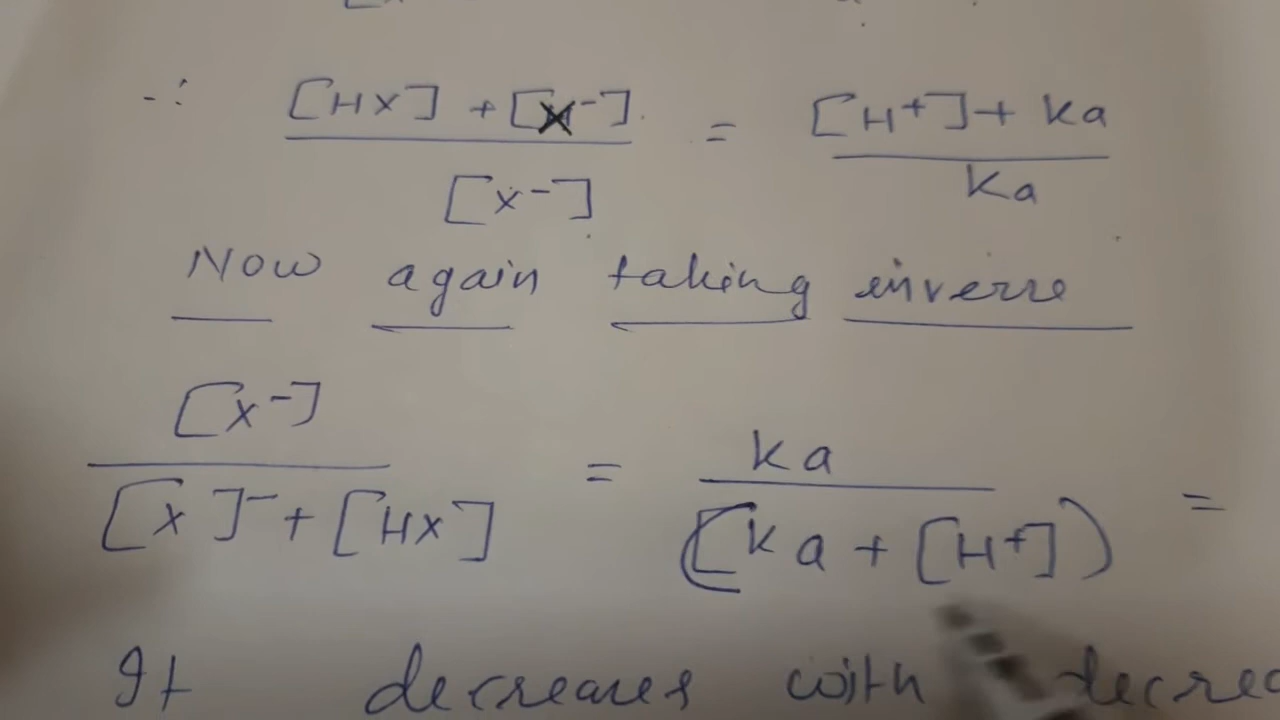 ∴ [HX] + [X⁻] / [X⁻] = [H⁺] + Ka / Ka
Now again taking inverse
[X⁻] / [X]⁻ + [HX] = Ka / (Ka + [H⁺]) =
It decreases with